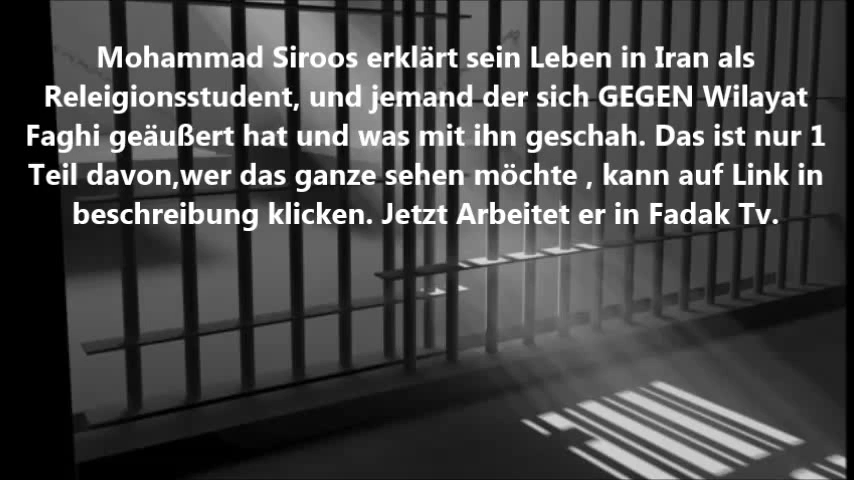 Mohammad Siroos erklärt sein Leben in Iran als
Releigionsstudent, und jemand der sich GEGEN Wilayat
Faghi geäußert hat und was mit ihn geschah. Das ist nur 1
Teil davon,wer das ganze sehen möchte , kann auf Link in
beschreibung klicken. Jetzt Arbeitet er in Fadak Tv.